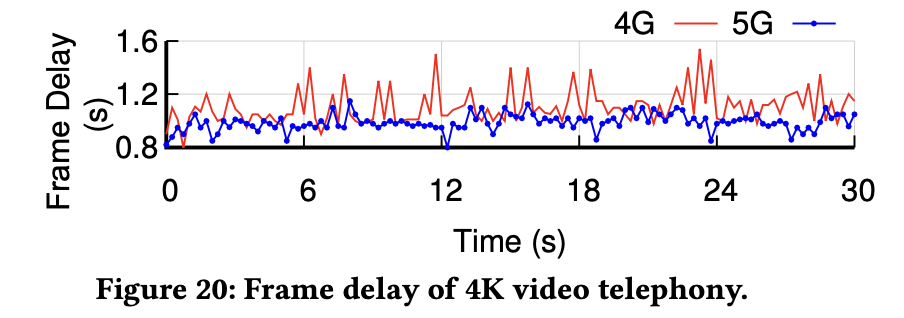 4G 5G
Frame Delay
(s)
1.6
1.2
0.8
0 6 12 18 24 30
Time (s)
Figure 20: Frame delay of 4K video telephony.